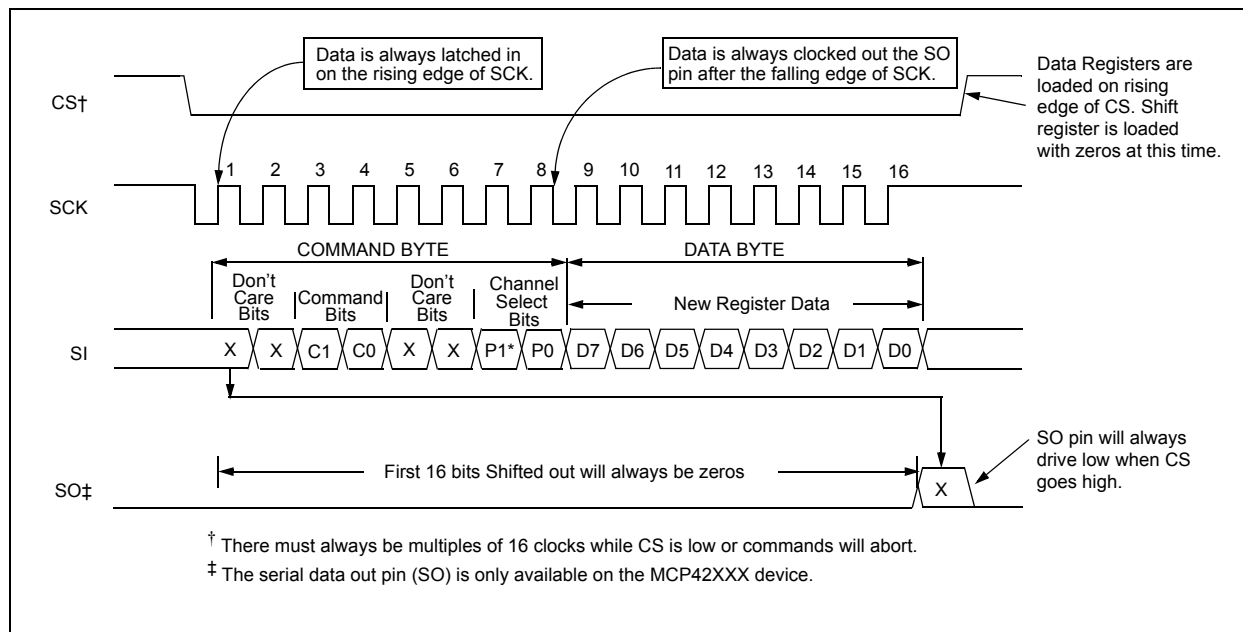 Data is always latched in
on the rising edge of SCK.
Data is always clocked out the SO
pin after the falling edge of SCK.
Data Registers are
loaded on rising
edge of CS. Shift
register is loaded
with zeros at this time.
CS†
1 2 3 4 5 6 7 8 9 10 11 12 13 14 15 16
SCK
COMMAND BYTE
DATA BYTE
Don't
Care
Bits
Command
Bits
Don't
Care
Bits
Channel
Select
Bits
New Register Data
SI
X X C1 C0 X X P1* P0 D7 D6 D5 D4 D3 D2 D1 D0
First 16 bits Shifted out will always be zeros
SO‡
X
SO pin will always
drive low when CS
goes high.
† There must always be multiples of 16 clocks while CS is low or commands will abort.
‡ The serial data out pin (SO) is only available on the MCP42XXX device.